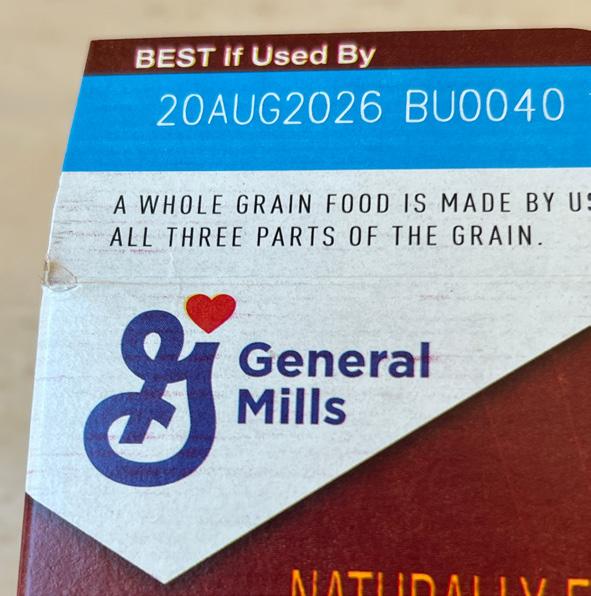 BEST If Used By
20AUG2026 BU0040
A WHOLE GRAIN FOOD IS MADE BY
ALL THREE PARTS OF THE GRAIN.
G
General
Mills
NATURALLY